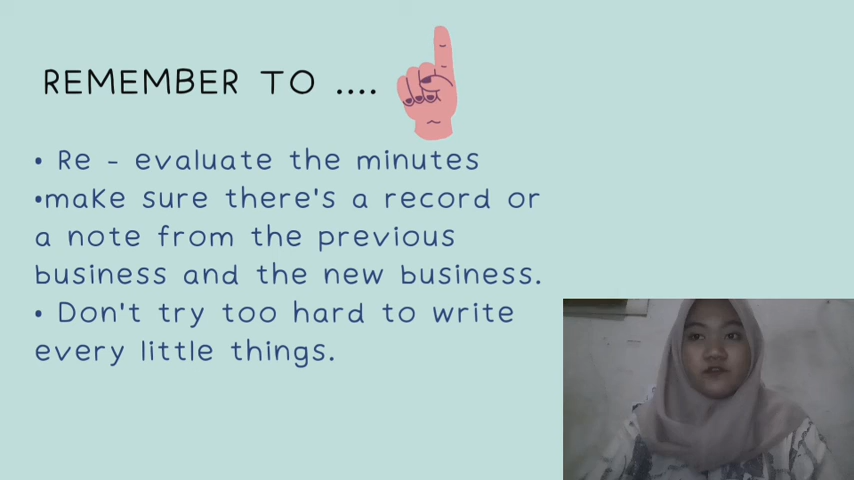 REMEMBER TO ....
• Re - evaluate the minutes
•make sure there's a record or
a note from the previous
business and the new business.
• Don't try too hard to write
every little things.